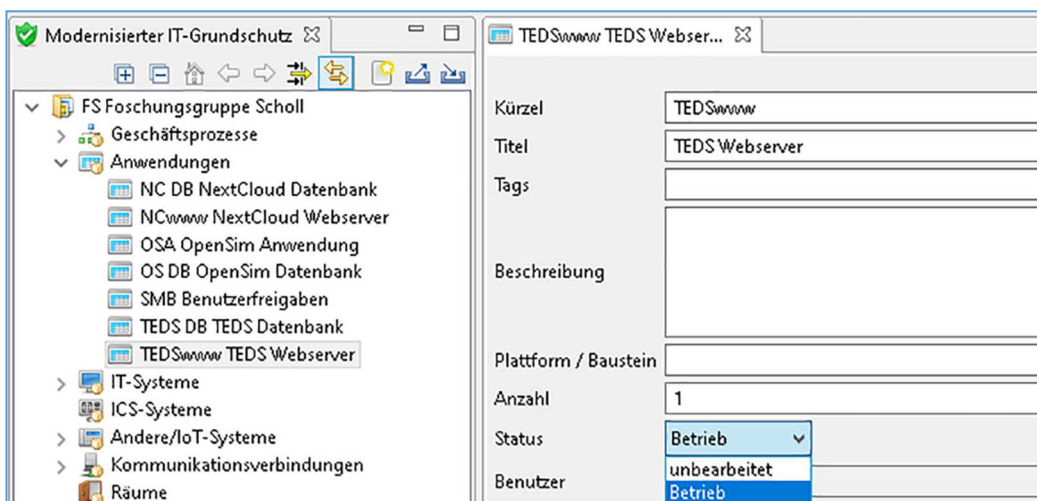 Modernisierter IT-Grundschutz
FS Foschungsgruppe Scholl
Geschäftsprozesse
Anwendungen
NC DB NextCloud Datenbank
NCwww NextCloud Webserver
OSA OpenSim Anwendung
OS DB OpenSim Datenbank
SMB Benutzerfreigaben
TEDS DB TEDS Datenbank
TEDSwww TEDS Webserver
IT-Systeme
ICS-Systeme
Andere/IoT-Systeme
Kommunikationsverbindungen
Räume
TEDSwww TEDS Webser...
Kürzel TEDSwww
Titel TEDS Webserver
Tags
Beschreibung
Plattform / Baustein
Anzahl 1
Status Betrieb
unbearbeitet
Benutzer
Betrieb